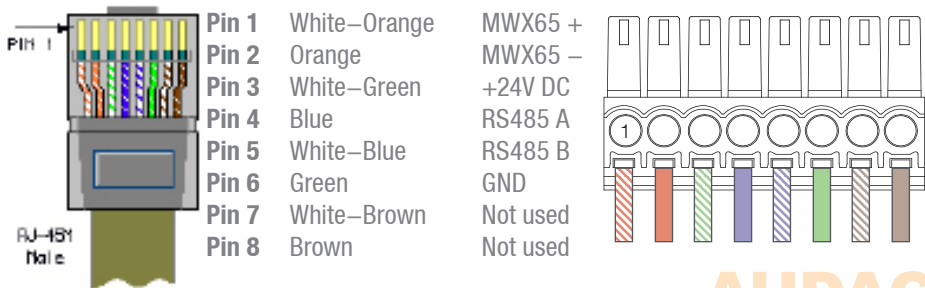 PIN 1
Pin 1 White–Orange MWX65 +
Pin 2 Orange MWX65 –
Pin 3 White–Green +24V DC
Pin 4 Blue RS485 A
Pin 5 White–Blue RS485 B
Pin 6 Green GND
Pin 7 White–Brown Not used
Pin 8 Brown Not used
RJ-45M
Male
1
AUDAC